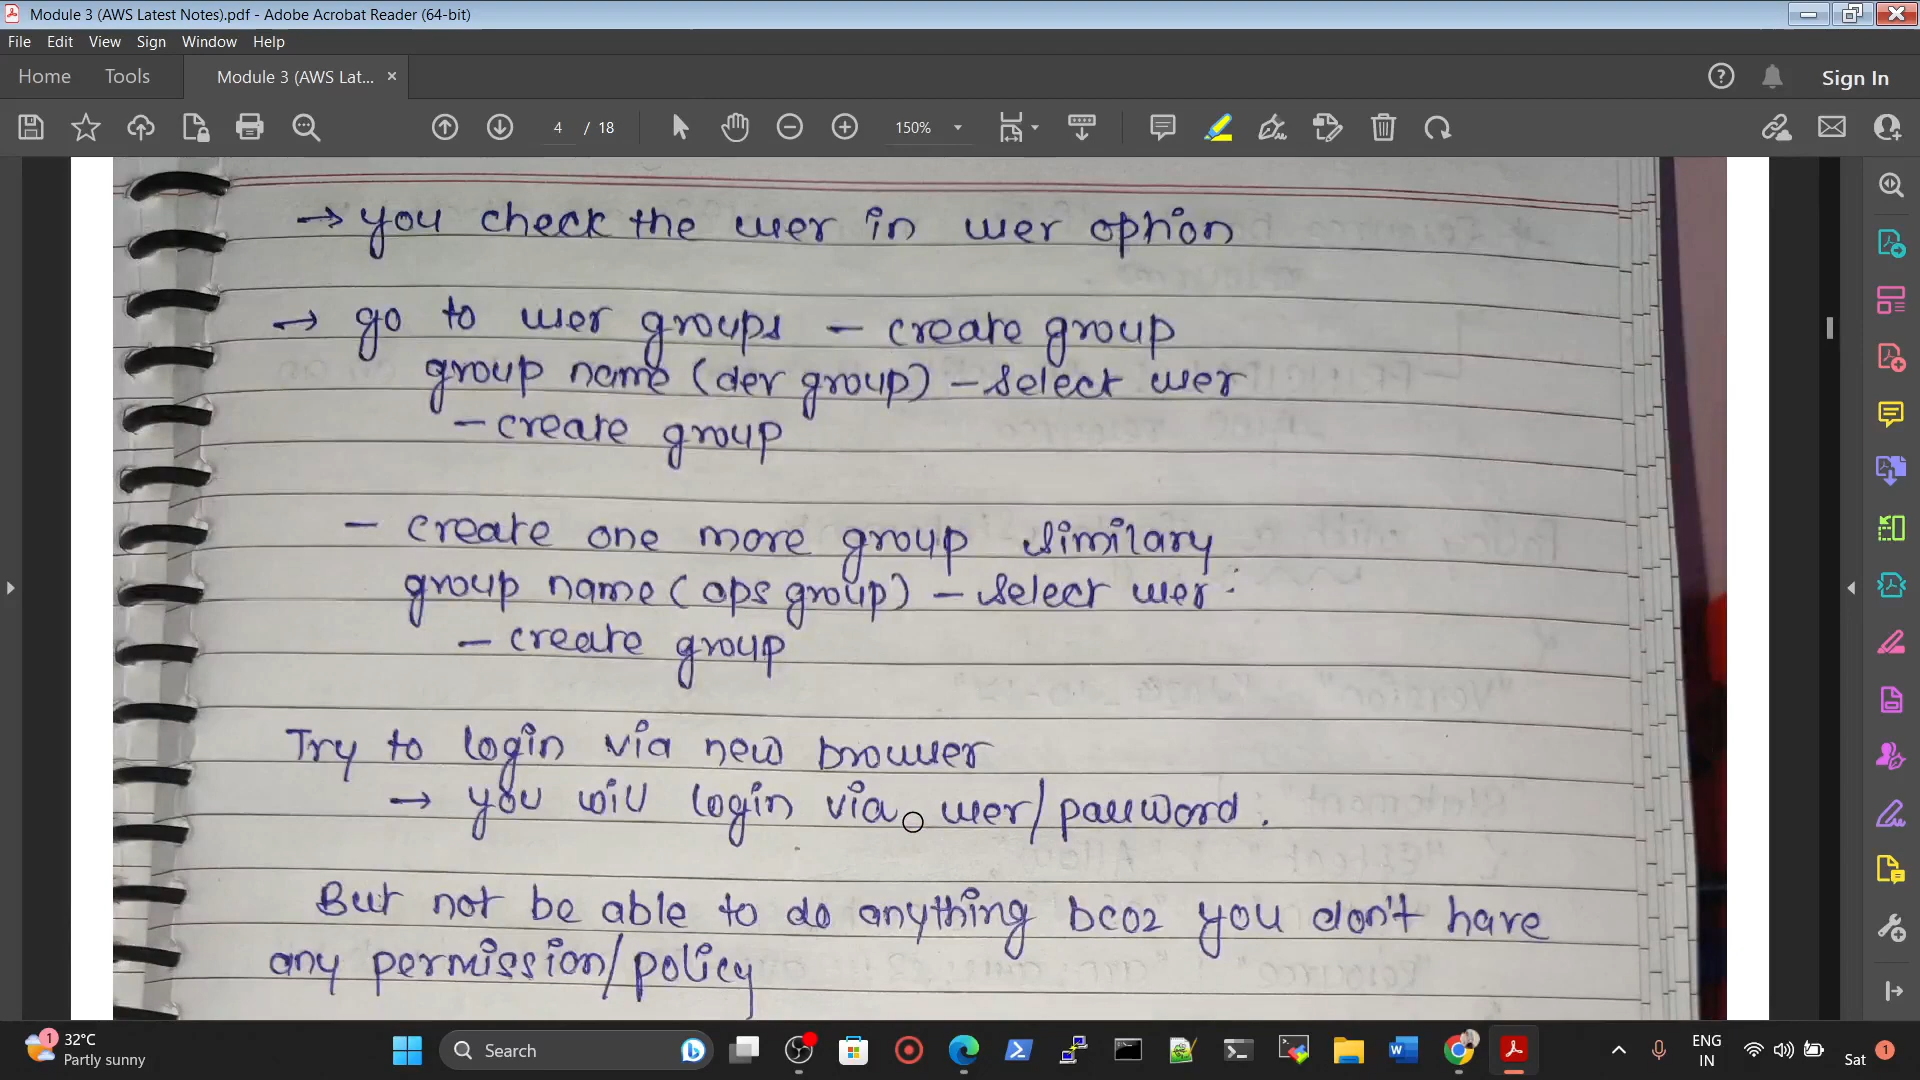 Module 3 (AWS Latest Notes).pdf - Adobe Acrobat Reader (64-bit)
File Edit View Sign Window Help
Home Tools Module 3 (AWS Lat... × Sign In
4 / 18 150%
→ you check the user in user option
→ go to user groups — create group
group name (dev group) — select user
— create group
— create one more group similary
group name (ops group) — select user
— create group
Try to login via new browser
→ you will login via user/password.
But not be able to do anything bcoz you don't have
any permission/policy
1 32°C
Partly sunny
Search
ENG
IN
Sat 1